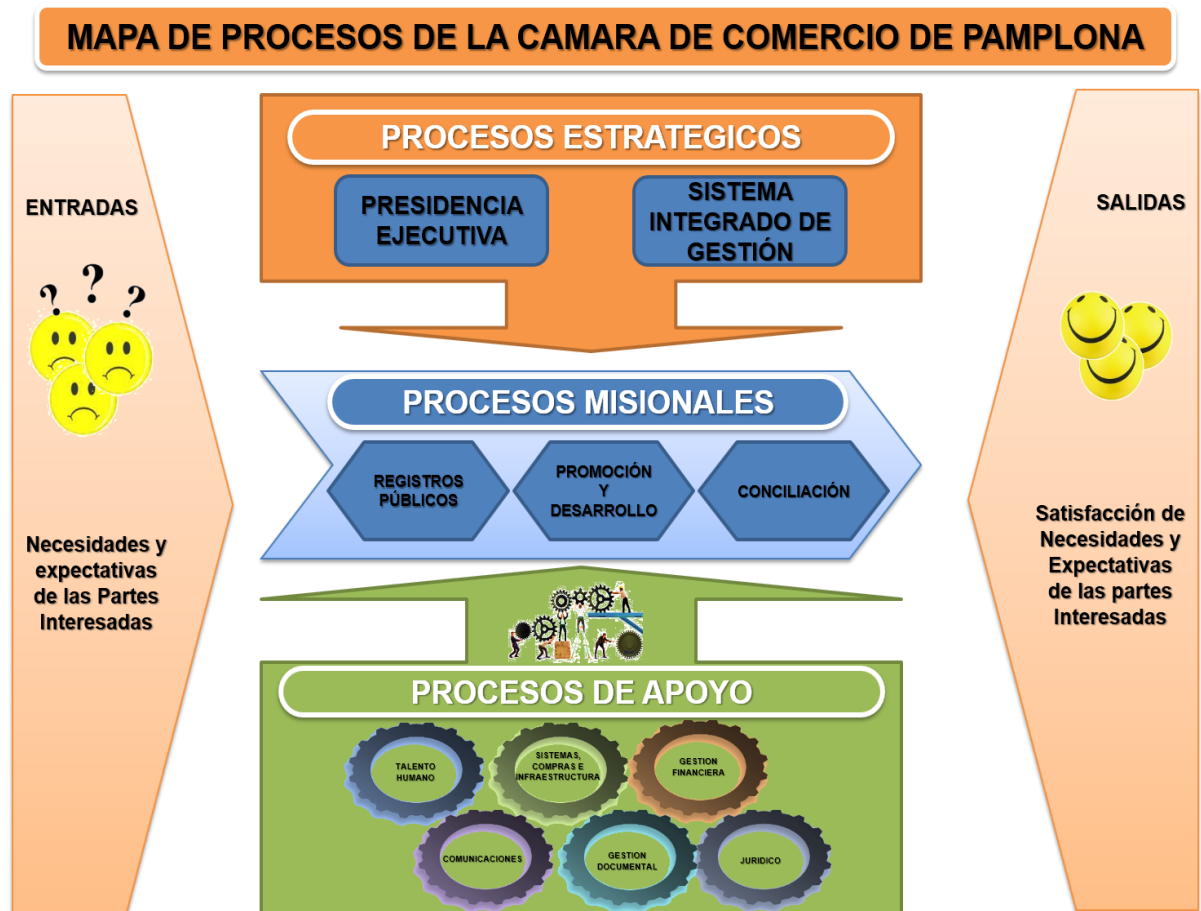 MAPA DE PROCESOS DE LA CAMARA DE COMERCIO DE PAMPLONA
ENTRADAS
? ? ?
Necesidades y
expectativas
de las Partes
Interesadas
PROCESOS ESTRATEGICOS
PRESIDENCIA
EJECUTIVA
SISTEMA
INTEGRADO DE
GESTIÓN
PROCESOS MISIONALES
REGISTROS
PÚBLICOS
PROMOCIÓN
Y
DESARROLLO
CONCILIACIÓN
PROCESOS DE APOYO
TALENTO
HUMANO
SISTEMAS,
COMPRAS E
INFRAESTRUCTURA
GESTION
FINANCIERA
COMUNICACIONES
GESTION
DOCUMENTAL
JURIDICO
SALIDAS
Satisfacción de
Necesidades y
Expectativas
de las partes
Interesadas